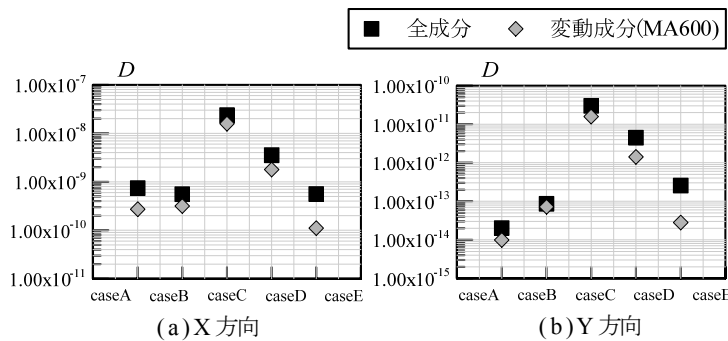 全成分 変動成分(MA600)
D
1.00x10-7
1.00x10-8
1.00x10-9
1.00x10-10
1.00x10-11
caseA caseB caseC caseD caseE
(a)X方向
D
1.00x10-10
1.00x10-11
1.00x10-12
1.00x10-13
1.00x10-14
1.00x10-15
caseA caseB caseC caseD caseE
(b)Y方向